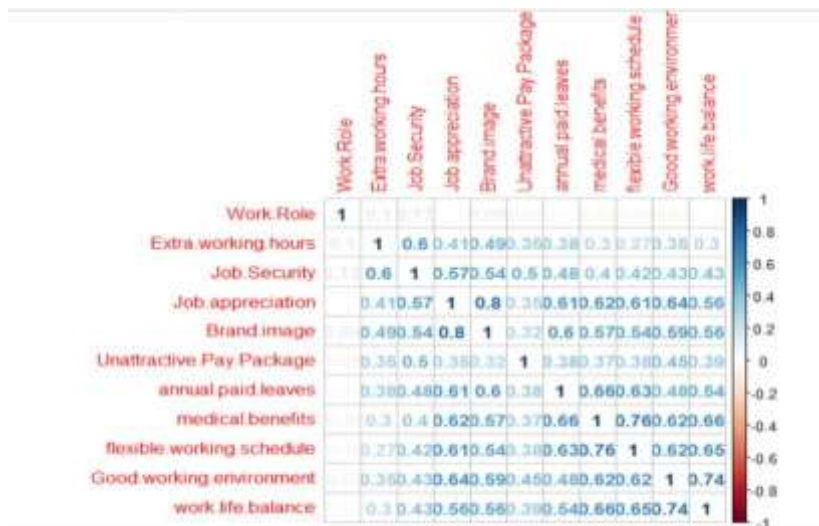 Work.Role
Extra.working.hours
Job.Security
Job.appreciation
Brand.image
Unattractive.Pay.Package
annual.paid.leaves
medical.benefits
flexible.working.schedule
Good.working.environmer
work.life.balance
Work.Role 1
Extra.working.hours 1 0.6 0.41 0.49 0.35 0.38 0.3 0.27 0.3
Job.Security 0.6 1 0.57 0.54 0.5 0.48 0.4 0.42 0.43 0.43
Job.appreciation 0.41 0.57 1 0.8 0.35 0.61 0.62 0.61 0.64 0.56
Brand.image 0.49 0.54 0.8 1 0.32 0.6 0.57 0.54 0.59 0.56
Unattractive.Pay.Package 0.35 0.5 0.35 0.32 1 0.38 0.37 0.38 0.45 0.39
annual.paid.leaves 0.38 0.48 0.61 0.6 0.38 1 0.66 0.63 0.48 0.54
medical.benefits 0.3 0.4 0.62 0.57 0.37 0.66 1 0.76 0.62 0.66
flexible.working.schedule 0.27 0.42 0.61 0.54 0.38 0.63 0.76 1 0.62 0.65
Good.working.environment 0.43 0.64 0.59 0.45 0.48 0.62 0.62 1 0.74
work.life.balance 0.3 0.43 0.56 0.56 0.39 0.54 0.66 0.65 0.74 1
1
0.8
0.6
0.4
0.2
0
-0.2
-0.4
-0.6
-0.8
-1